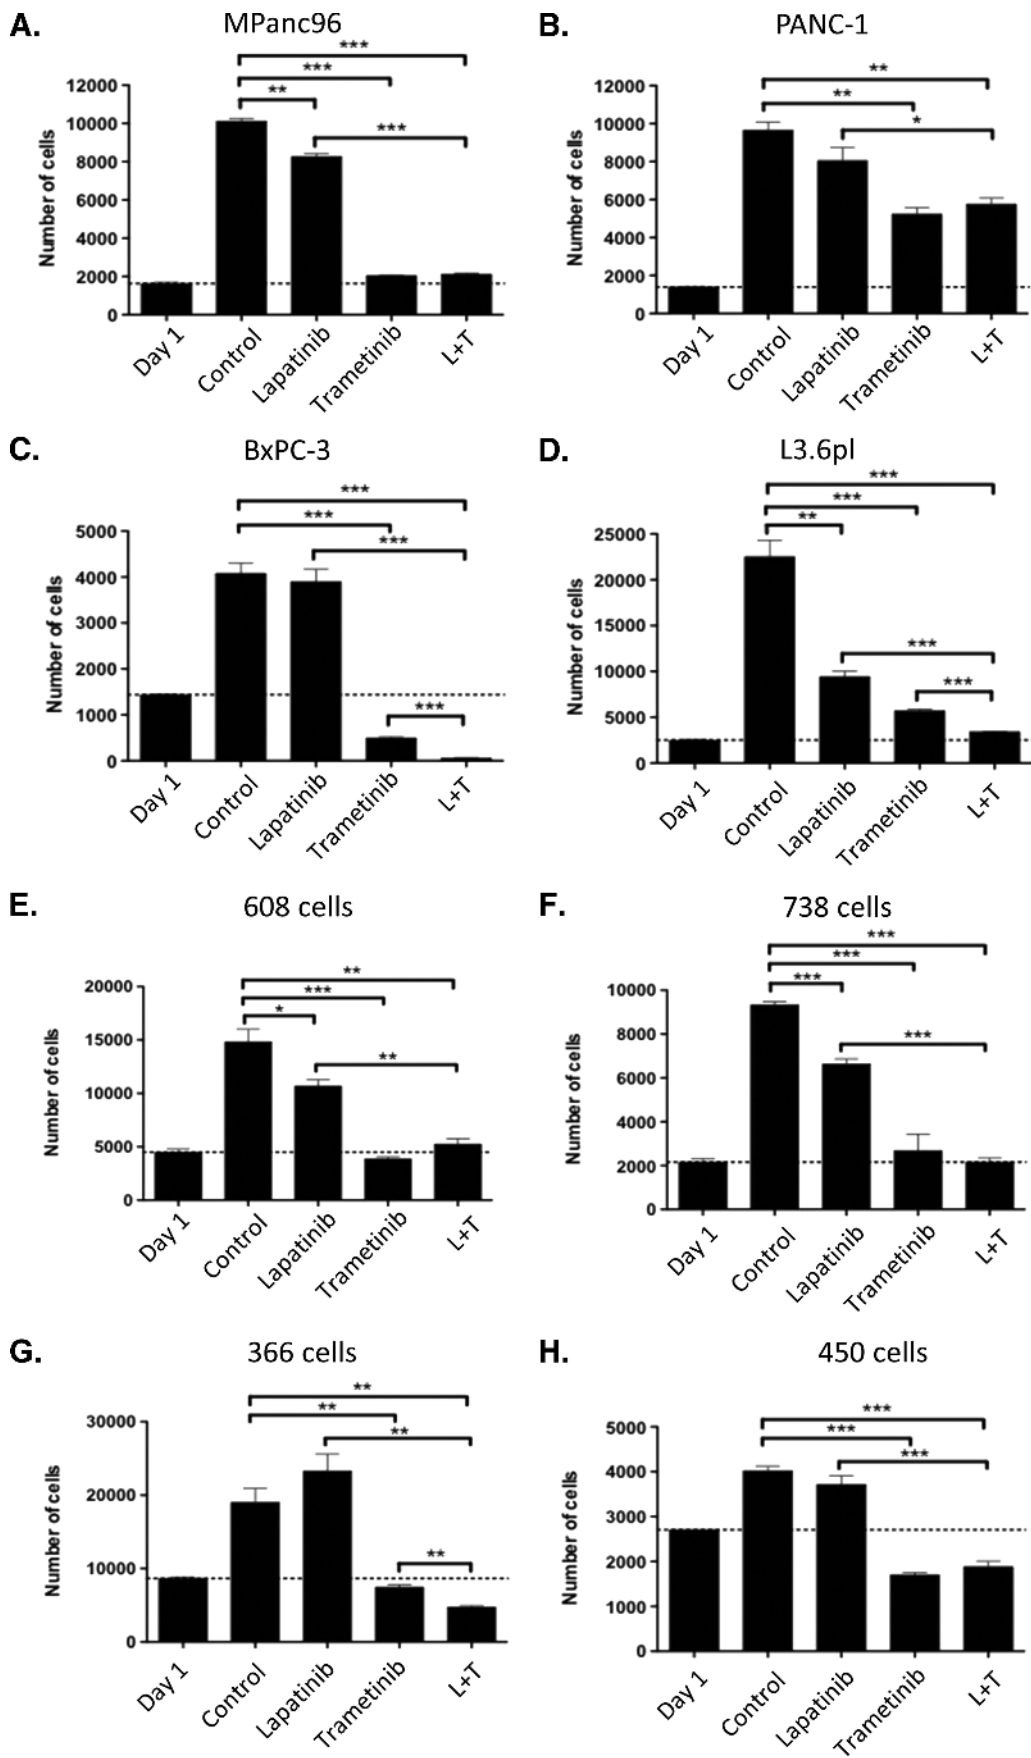 A.
MPanc96
***
***
**
***
12000
10000
8000
6000
4000
2000
0
Number of cells
Day 1
Control
Lapatinib
Trametinib
L+T
B.
PANC-1
**
**
*
12000
10000
8000
6000
4000
2000
0
Number of cells
Day 1
Control
Lapatinib
Trametinib
L+T
C.
BxPC-3
***
***
***
***
5000
4000
3000
2000
1000
0
Number of cells
Day 1
Control
Lapatinib
Trametinib
L+T
D.
L3.6pl
***
***
**
***
***
25000
20000
15000
10000
5000
0
Number of cells
Day 1
Control
Lapatinib
Trametinib
L+T
E.
608 cells
**
***
*
**
20000
15000
10000
5000
0
Number of cells
Day 1
Control
Lapatinib
Trametinib
L+T
F.
738 cells
***
***
***
***
10000
8000
6000
4000
2000
0
Number of cells
Day 1
Control
Lapatinib
Trametinib
L+T
G.
366 cells
**
**
**
**
30000
20000
10000
0
Number of cells
Day 1
Control
Lapatinib
Trametinib
L+T
H.
450 cells
***
***
***
5000
4000
3000
2000
1000
0
Number of cells
Day 1
Control
Lapatinib
Trametinib
L+T